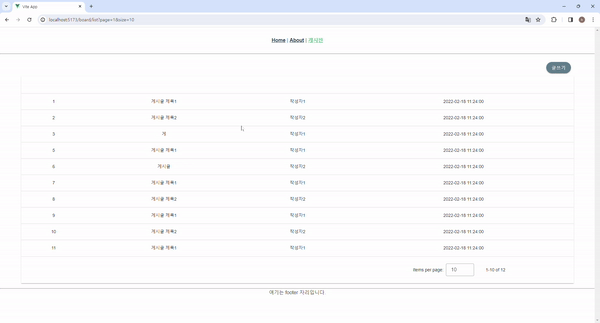 Vite App
localhost:5173/board/list?page=1&size=10
Home | About | 게시판
글쓰기
1 게시글 제목1 작성자1 2022-02-18 11:24:00
2 게시글 제목2 작성자2 2022-02-18 11:24:00
3 게 작성자1 2022-02-18 11:24:00
5 게시글 제목1 작성자1 2022-02-18 11:24:00
6 게시글 작성자2 2022-02-18 11:24:00
7 게시글 제목1 작성자1 2022-02-18 11:24:00
8 게시글 제목2 작성자2 2022-02-18 11:24:00
9 게시글 제목1 작성자1 2022-02-18 11:24:00
10 게시글 제목2 작성자2 2022-02-18 11:24:00
11 게시글 제목1 작성자1 2022-02-18 11:24:00
Items per page: 10 1-10 of 12
여기는 footer 자리입니다.